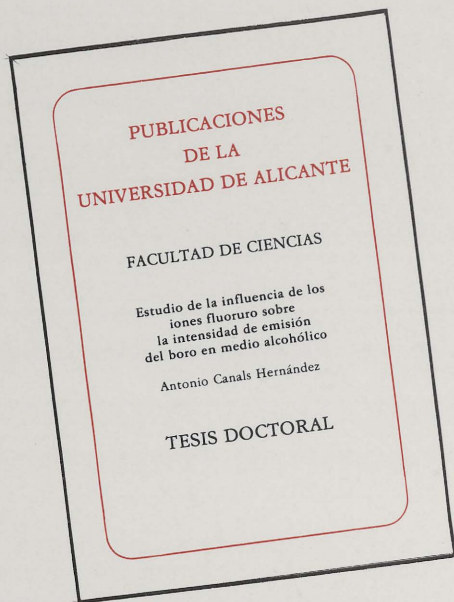 PUBLICACIONES
DE LA
UNIVERSIDAD DE ALICANTE
FACULTAD DE CIENCIAS
Estudio de la influencia de los
iones fluoruro sobre
la intensidad de emisión
del boro en medio alcohólico
Antonio Canals Hernández
TESIS DOCTORAL